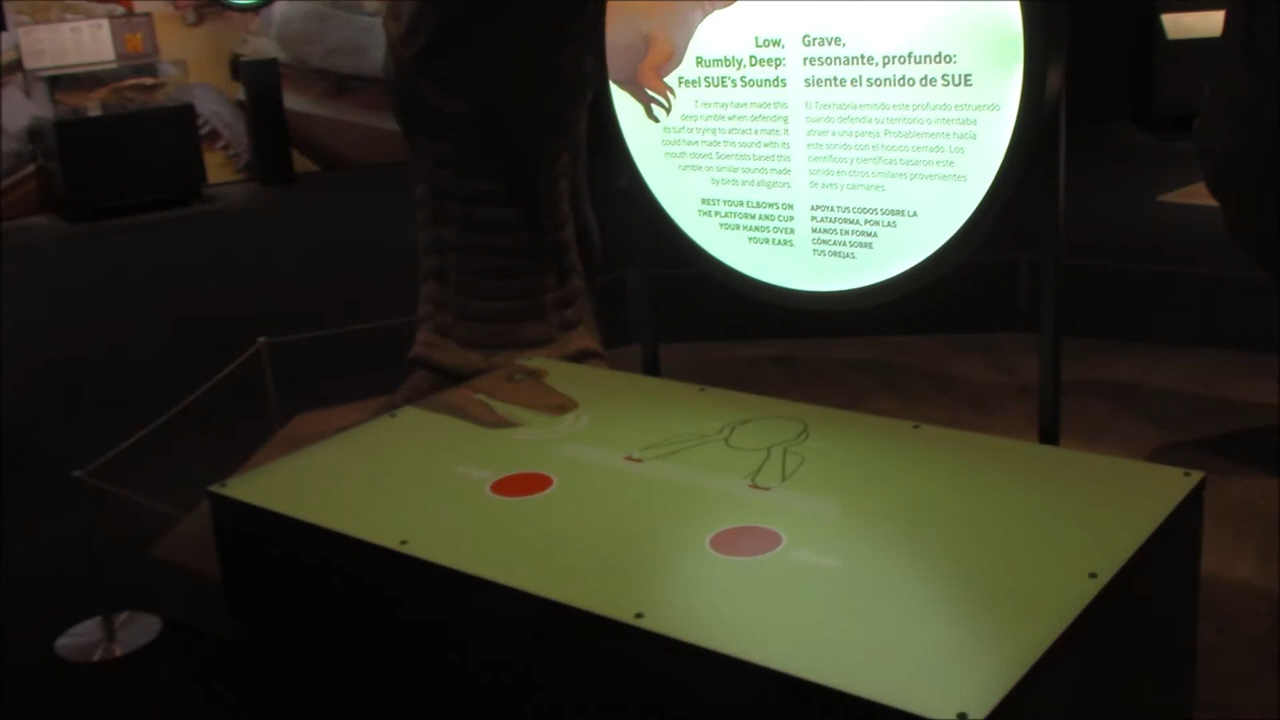 Low,
Rumbly, Deep:
Feel SUE's Sounds
T. rex may have made this
deep rumble when defending
its turf or trying to attract a mate. It
could have made this sound with its
mouth closed. Scientists based this
rumble on similar sounds made
by birds and alligators.
REST YOUR ELBOWS ON
THE PLATFORM AND CUP
YOUR HANDS OVER
YOUR EARS.
Grave,
resonante, profundo:
siente el sonido de SUE
El T.rex habría emitido este profundo estruendo
cuando defendía su territorio o intentaba
atraer a una pareja. Probablemente hacía
este sonido con el hocico cerrado. Los
científicos y científicas basaron este
sonido en otros similares provenientes
de aves y caimanes.
APOYA TUS CODOS SOBRE LA
PLATAFORMA, PON LAS
MANOS EN FORMA
CÓNCAVA SOBRE
TUS OREJAS.